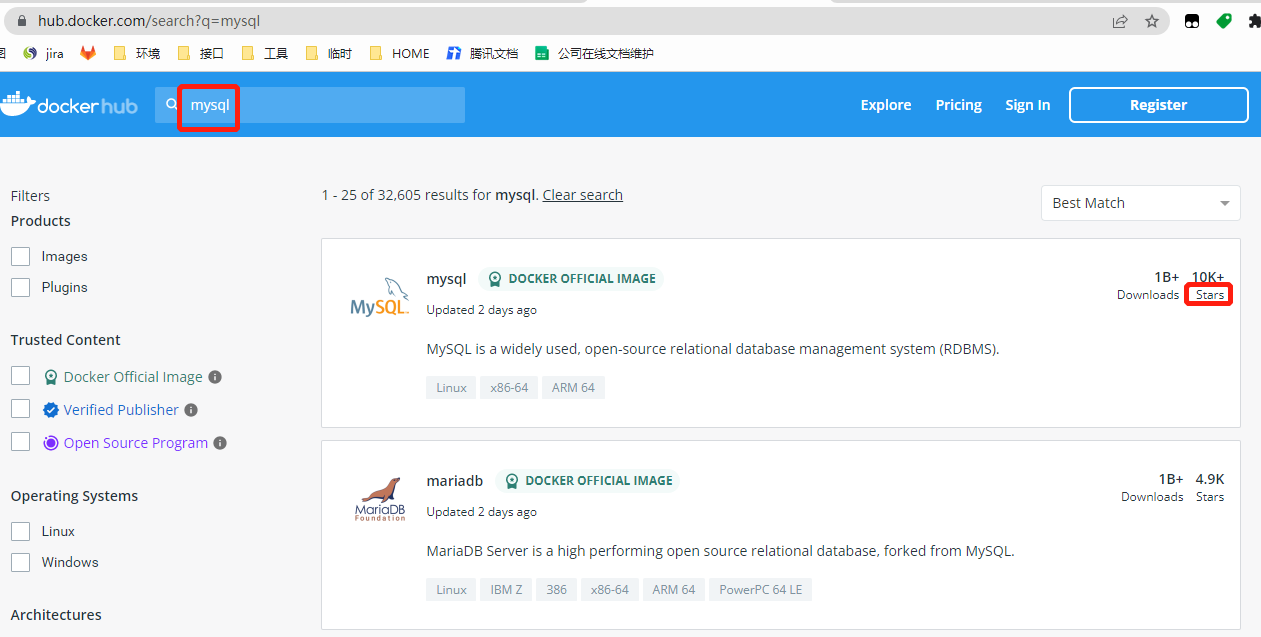 hub.docker.com/search?q=mysql
图 jira 环境 接口 工具 临时 HOME 腾讯文档 公司在线文档维护
dockerhub mysql Explore Pricing Sign In Register
Filters
Products
Images
Plugins
Trusted Content
Docker Official Image
Verified Publisher
Open Source Program
Operating Systems
Linux
Windows
Architectures
1 - 25 of 32,605 results for mysql. Clear search
Best Match
MySQL
mysql DOCKER OFFICIAL IMAGE
1B+ 10K+
Downloads Stars
Updated 2 days ago
MySQL is a widely used, open-source relational database management system (RDBMS).
Linux x86-64 ARM 64
MariaDB
Foundation
mariadb DOCKER OFFICIAL IMAGE
1B+ 4.9K
Downloads Stars
Updated 2 days ago
MariaDB Server is a high performing open source relational database, forked from MySQL.
Linux IBM Z 386 x86-64 ARM 64 PowerPC 64 LE